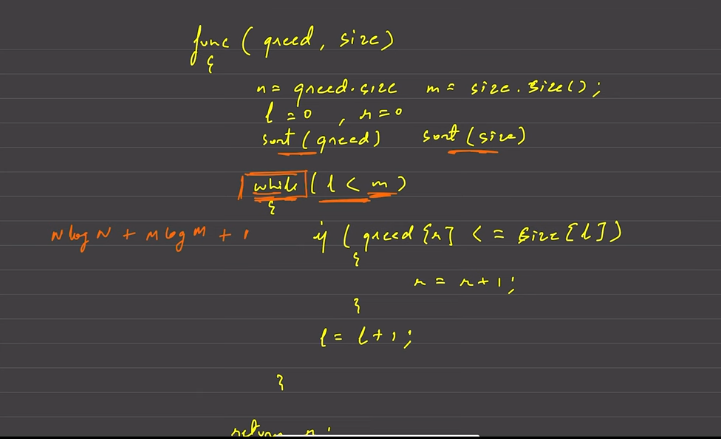 func ( greed, size)
{
n = greed.size   m = size.size();
l = 0 , r = 0
sort (greed)   sort (size)
while ( l < m )
{
N log N + M log M + 1
if ( greed [r] <= size [l])
{
r = r+1;
}
l = l+1;
}
return r;